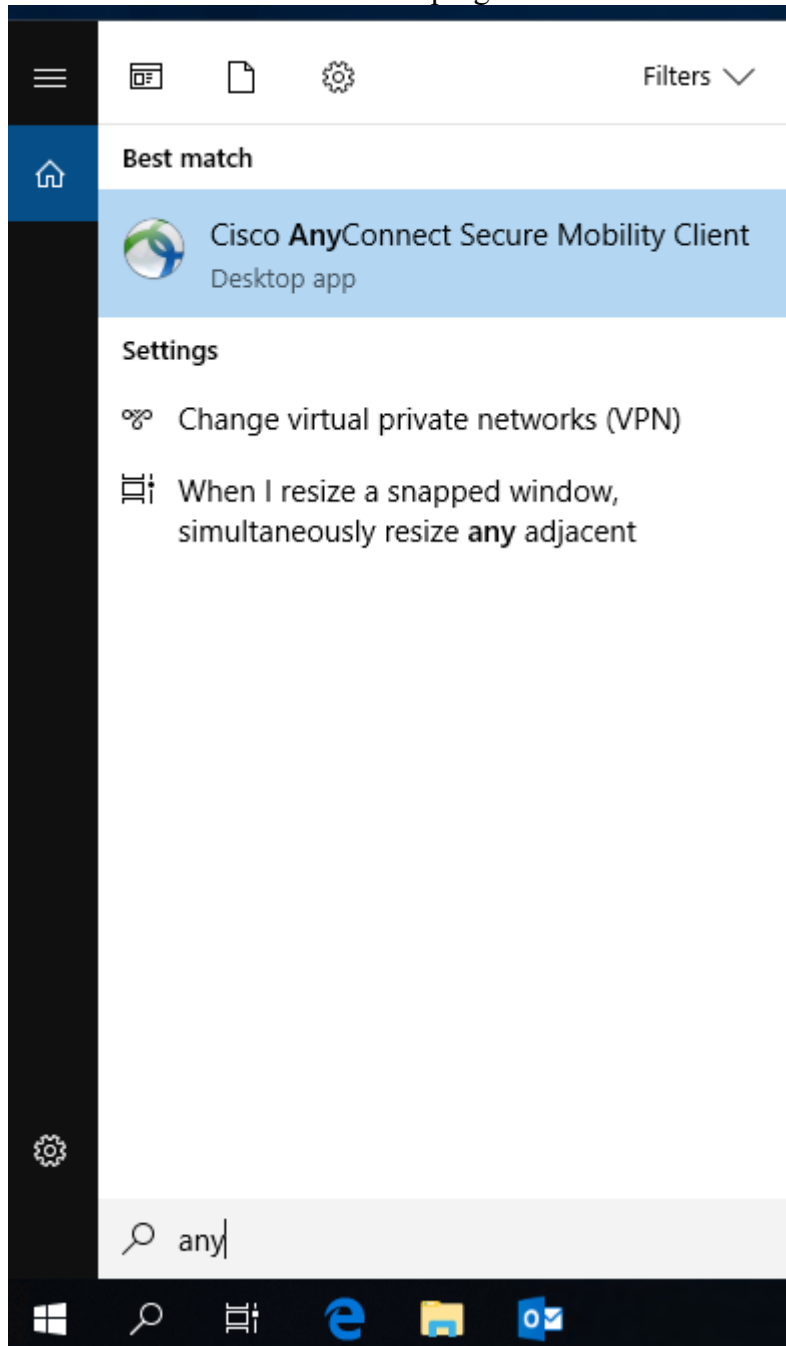 Filters
Best match
Cisco AnyConnect Secure Mobility Client
Desktop app
Settings
Change virtual private networks (VPN)
When I resize a snapped window,
simultaneously resize any adjacent
any